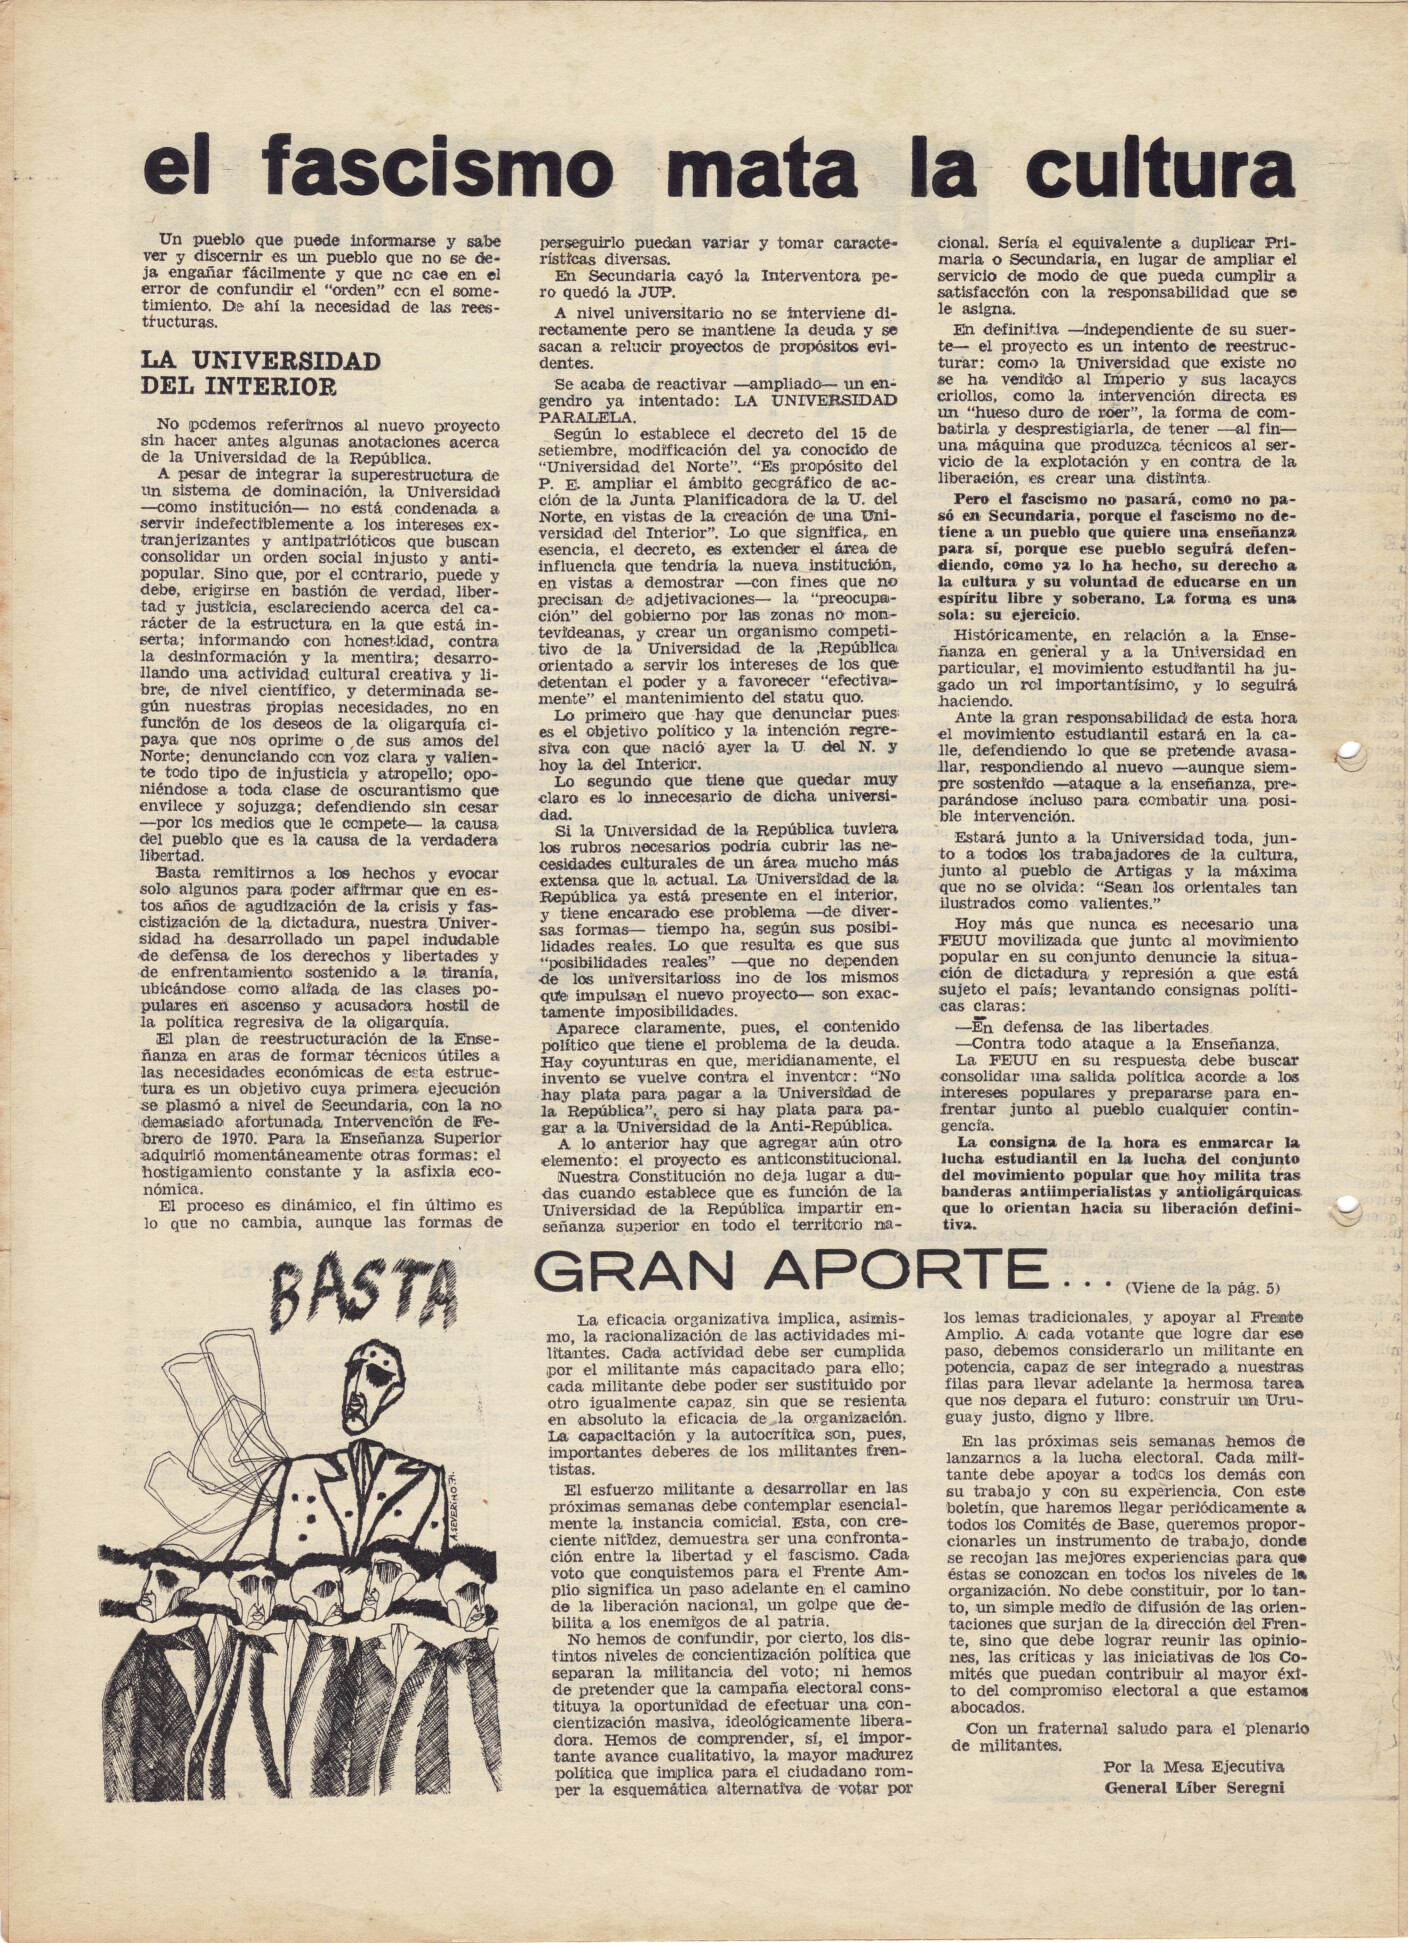 el fascismo mata la cultura
Un pueblo que puede informarse y sabe
ver y discernir es un pueblo que no se de-
ja engañar fácilmente y que no cae en el
error de confundir el "orden" con el some-
timiento. De ahí la necesidad de las rees-
tructuras.
LA UNIVERSIDAD
DEL INTERIOR
No podemos referirnos al nuevo proyecto
sin hacer antes algunas anotaciones acerca
de la Universidad de la República.
A pesar de integrar la superestructura de
un sistema de dominación, la Universidad
—como institución— no está condenada a
servir indefectiblemente a los intereses ex-
tranjerizantes y antipatrióticos que buscan
consolidar un orden social injusto y anti-
popular. Sino que, por el contrario, puede y
debe, erigirse en bastión de verdad, liber-
tad y justicia, esclareciendo acerca del ca-
rácter de la estructura en la que está in-
serta; informando con honestidad, contra
la desinformación y la mentira; desarro-
llando una actividad cultural creativa y li-
bre, de nivel científico, y determinada se-
gún nuestras propias necesidades, no en
función de los deseos de la oligarquía ci-
paya que nos oprime o de sus amos del
Norte; denunciando con voz clara y valien-
te todo tipo de injusticia y atropello; opo-
niéndose a toda clase de oscurantismo que
envilece y sojuzga; defendiendo sin cesar
—por los medios que le compete— la causa
del pueblo que es la causa de la verdadera
libertad.
Basta remitirnos a los hechos y evocar
solo algunos para poder afirmar que en es-
tos años de agudización de la crisis y fas-
cistización de la dictadura, nuestra Univer-
sidad ha desarrollado un papel indudable
de defensa de los derechos y libertades y
de enfrentamiento sostenido a la tiranía,
ubicándose como aliada de las clases po-
pulares en ascenso y acusadora hostil de
la política regresiva de la oligarquía.
El plan de reestructuración de la Ense-
ñanza en aras de formar técnicos útiles a
las necesidades económicas de esta estruc-
tura es un objetivo cuya primera ejecución
se plasmó a nivel de Secundaria, con la no
demasiado afortunada Intervención de Fe-
brero de 1970. Para la Enseñanza Superior
adquirió momentáneamente otras formas: el
hostigamiento constante y la asfixia eco-
nómica.
El proceso es dinámico, el fin último es
lo que no cambia, aunque las formas de
perseguirlo puedan variar y tomar caracte-
rísticas diversas.
En Secundaria cayó la Interventora pe-
ro quedó la JUP.
A nivel universitario no se interviene di-
rectamente pero se mantiene la deuda y se
sacan a relucir proyectos de propósitos evi-
dentes.
Se acaba de reactivar —ampliado— un en-
gendro ya intentado: LA UNIVERSIDAD
PARALELA.
Según lo establece el decreto del 15 de
setiembre, modificación del ya conocido de
"Universidad del Norte". "Es propósito del
P. E. ampliar el ámbito geográfico de ac-
ción de la Junta Planificadora de la U. del
Norte, en vistas de la creación de una Uni-
versidad del Interior". Lo que significa, en
esencia, el decreto, es extender el área de
influencia que tendría la nueva institución,
en vistas a demostrar —con fines que no
precisan de adjetivaciones— la "preocupa-
ción" del gobierno por las zonas no mon-
tevideanas, y crear un organismo competi-
tivo de la Universidad de la República
orientado a servir los intereses de los que
detentan el poder y a favorecer "efectiva-
mente" el mantenimiento del statu quo.
Lo primero que hay que denunciar pues
es el objetivo político y la intención regre-
siva con que nació ayer la U. del N. y
hoy la del Interior.
Lo segundo que tiene que quedar muy
claro es lo innecesario de dicha universi-
dad.
Si la Universidad de la República tuviera
los rubros necesarios podría cubrir las ne-
cesidades culturales de un área mucho más
extensa que la actual. La Universidad de la
República ya está presente en el interior,
y tiene encarado ese problema —de diver-
sas formas— tiempo ha, según sus posibi-
lidades reales. Lo que resulta es que sus
"posibilidades reales" —que no dependen
de los universitarioss ino de los mismos
que impulsan el nuevo proyecto— son exac-
tamente imposibilidades.
Aparece claramente, pues, el contenido
político que tiene el problema de la deuda.
Hay coyunturas en que, meridianamente, el
invento se vuelve contra el inventor: "No
hay plata para pagar a la Universidad de
la República", pero si hay plata para pa-
gar a la Universidad de la Anti-República.
A lo anterior hay que agregar aún otro
elemento: el proyecto es anticonstitucional.
Nuestra Constitución no deja lugar a du-
das cuando establece que es función de la
Universidad de la República impartir en-
señanza superior en todo el territorio na-
cional. Sería el equivalente a duplicar Pri-
maria o Secundaria, en lugar de ampliar el
servicio de modo de que pueda cumplir a
satisfacción con la responsabilidad que se
le asigna.
En definitiva —independiente de su suer-
te— el proyecto es un intento de reestruc-
turar: como la Universidad que existe no
se ha vendido al Imperio y sus lacayos
criollos, como la intervención directa es
un "hueso duro de roer", la forma de com-
batirla y desprestigiarla, de tener —al fin—
una máquina que produzca técnicos al ser-
vicio de la explotación y en contra de la
liberación, es crear una distinta.
Pero el fascismo no pasará, como no pa-
só en Secundaria, porque el fascismo no de-
tiene a un pueblo que quiere una enseñanza
para sí, porque ese pueblo seguirá defen-
diendo, como ya lo ha hecho, su derecho a
la cultura y su voluntad de educarse en un
espíritu libre y soberano. La forma es una
sola: su ejercicio.
Históricamente, en relación a la Ense-
ñanza en general y a la Universidad en
particular, el movimiento estudiantil ha ju-
gado un rol importantísimo, y lo seguirá
haciendo.
Ante la gran responsabilidad de esta hora
el movimiento estudiantil estará en la ca-
lle, defendiendo lo que se pretende avasa-
llar, respondiendo al nuevo —aunque siem-
pre sostenido —ataque a la enseñanza, pre-
parándose incluso para combatir una posi-
ble intervención.
Estará junto a la Universidad toda, jun-
to a todos los trabajadores de la cultura,
junto al pueblo de Artigas y la máxima
que no se olvida: "Sean los orientales tan
ilustrados como valientes."
Hoy más que nunca es necesario una
FEUU movilizada que junto al movimiento
popular en su conjunto denuncie la situa-
ción de dictadura y represión a que está
sujeto el país; levantando consignas políti-
cas claras:
—En defensa de las libertades.
—Contra todo ataque a la Enseñanza.
La FEUU en su respuesta debe buscar
consolidar una salida política acorde a los
intereses populares y prepararse para en-
frentar junto al pueblo cualquier contin-
gencia.
La consigna de la hora es enmarcar la
lucha estudiantil en la lucha del conjunto
del movimiento popular que hoy milita tras
banderas antiimperialistas y antioligárquicas
que lo orientan hacia su liberación defini-
tiva.
BASTA
A. SEVERINO.71.
GRAN APORTE... (Viene de la pág. 5)
La eficacia organizativa implica, asimis-
mo, la racionalización de las actividades mi-
litantes. Cada actividad debe ser cumplida
por el militante más capacitado para ello;
cada militante debe poder ser sustituido por
otro igualmente capaz, sin que se resienta
en absoluto la eficacia de la organización.
La capacitación y la autocrítica son, pues,
importantes deberes de los militantes fren-
tistas.
El esfuerzo militante a desarrollar en las
próximas semanas debe contemplar esencial-
mente la instancia comicial. Esta, con cre-
ciente nitidez, demuestra ser una confronta-
ción entre la libertad y el fascismo. Cada
voto que conquistemos para el Frente Am-
plio significa un paso adelante en el camino
de la liberación nacional, un golpe que de-
bilita a los enemigos de al patria.
No hemos de confundir, por cierto, los dis-
tintos niveles de concientización política que
separan la militancia del voto; ni hemos
de pretender que la campaña electoral cons-
tituya la oportunidad de efectuar una con-
cientización masiva, ideológicamente libera-
dora. Hemos de comprender, sí, el impor-
tante avance cualitativo, la mayor madurez
política que implica para el ciudadano rom-
per la esquemática alternativa de votar por
los lemas tradicionales, y apoyar al Frente
Amplio. A cada votante que logre dar ese
paso, debemos considerarlo un militante en
potencia, capaz de ser integrado a nuestras
filas para llevar adelante la hermosa tarea
que nos depara el futuro: construir un Uru-
guay justo, digno y libre.
En las próximas seis semanas hemos de
lanzarnos a la lucha electoral. Cada mili-
tante debe apoyar a todos los demás con
su trabajo y con su experiencia. Con este
boletín, que haremos llegar periódicamente a
todos los Comités de Base, queremos propor-
cionarles un instrumento de trabajo, donde
se recojan las mejores experiencias para que
éstas se conozcan en todos los niveles de la
organización. No debe constituir, por lo tan-
to, un simple medio de difusión de las orien-
taciones que surjan de la dirección del Fren-
te, sino que debe lograr reunir las opinio-
nes, las críticas y las iniciativas de los Co-
mités que puedan contribuir al mayor éxi-
to del compromiso electoral a que estamos
abocados.
Con un fraternal saludo para el plenario
de militantes.
Por la Mesa Ejecutiva
General Líber Seregni